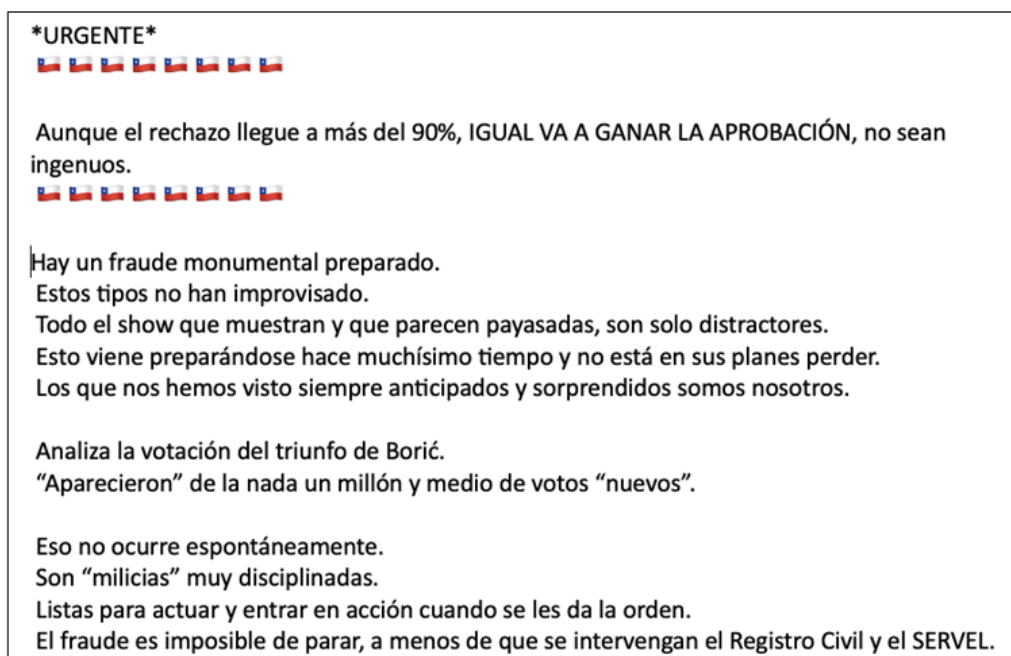 *URGENTE*
🇨🇱 🇨🇱 🇨🇱 🇨🇱 🇨🇱 🇨🇱 🇨🇱 🇨🇱
Aunque el rechazo llegue a más del 90%, IGUAL VA A GANAR LA APROBACIÓN, no sean
ingenuos.
🇨🇱 🇨🇱 🇨🇱 🇨🇱 🇨🇱 🇨🇱 🇨🇱 🇨🇱
Hay un fraude monumental preparado.
Estos tipos no han improvisado.
Todo el show que muestran y que parecen payasadas, son solo distractores.
Esto viene preparándose hace muchísimo tiempo y no está en sus planes perder.
Los que nos hemos visto siempre anticipados y sorprendidos somos nosotros.
Analiza la votación del triunfo de Borić.
“Aparecieron” de la nada un millón y medio de votos “nuevos”.
Eso no ocurre espontáneamente.
Son “milicias” muy disciplinadas.
Listas para actuar y entrar en acción cuando se les da la orden.
El fraude es imposible de parar, a menos de que se intervengan el Registro Civil y el SERVEL.